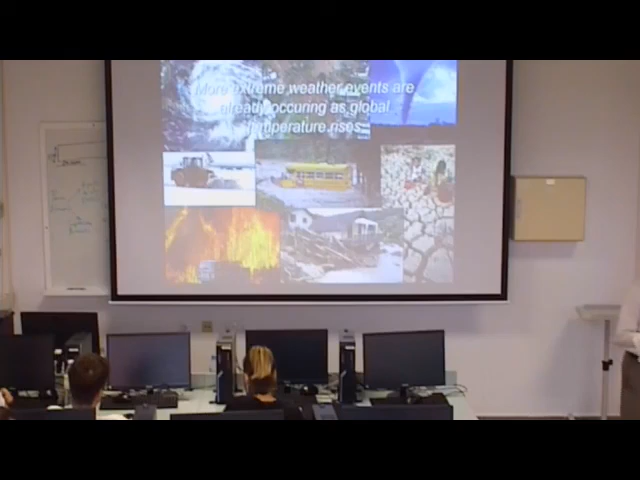 More extreme weather events are
already occuring as global
temperature rises